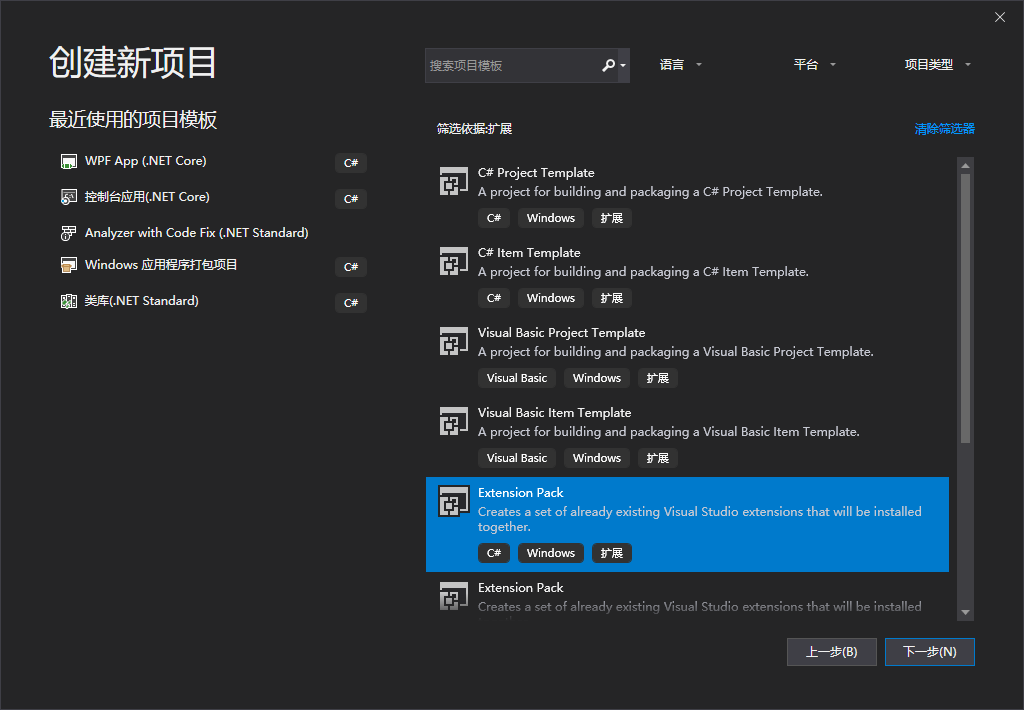 创建新项目
搜索项目模板
语言
平台
项目类型
最近使用的项目模板
WPF App (.NET Core)
C#
控制台应用(.NET Core)
C#
Analyzer with Code Fix (.NET Standard)
Windows 应用程序打包项目
C#
类库(.NET Standard)
C#
筛选依据:扩展
清除筛选器
C# Project Template
A project for building and packaging a C# Project Template.
C# Windows 扩展
C# Item Template
A project for building and packaging a C# Item Template.
C# Windows 扩展
Visual Basic Project Template
A project for building and packaging a Visual Basic Project Template.
Visual Basic Windows 扩展
Visual Basic Item Template
A project for building and packaging a Visual Basic Item Template.
Visual Basic Windows 扩展
Extension Pack
Creates a set of already existing Visual Studio extensions that will be installed
together.
C# Windows 扩展
Extension Pack
Creates a set of already existing Visual Studio extensions that will be installed
上一步(B)
下一步(N)